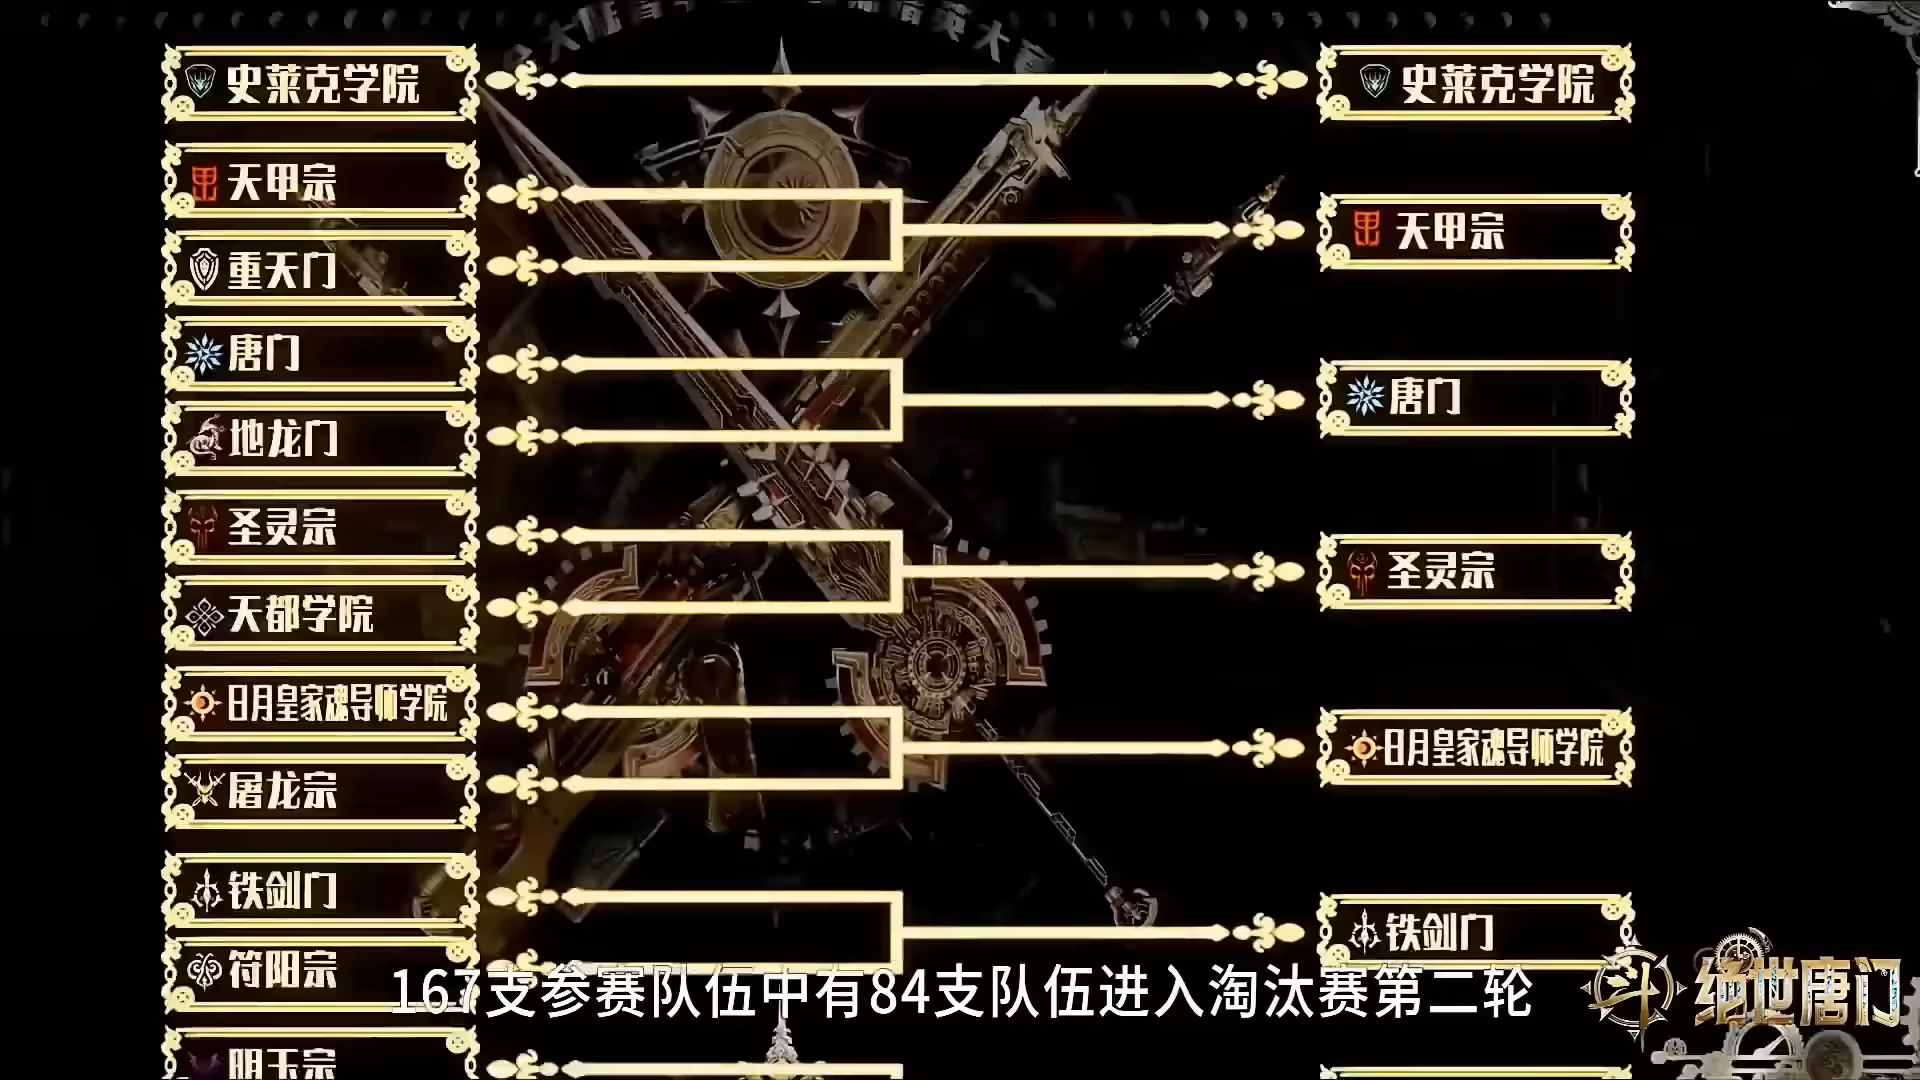 史莱克学院
史莱克学院
天甲宗
天甲宗
重天门
唐门
唐门
地龙门
圣灵宗
圣灵宗
天都学院
日月皇家魂导师学院
日月皇家魂导师学院
屠龙宗
铁剑门
铁剑门
符阳宗
167支参赛队伍中有84支队伍进入淘汰赛第二轮
斗
绝世唐门
明玉宗